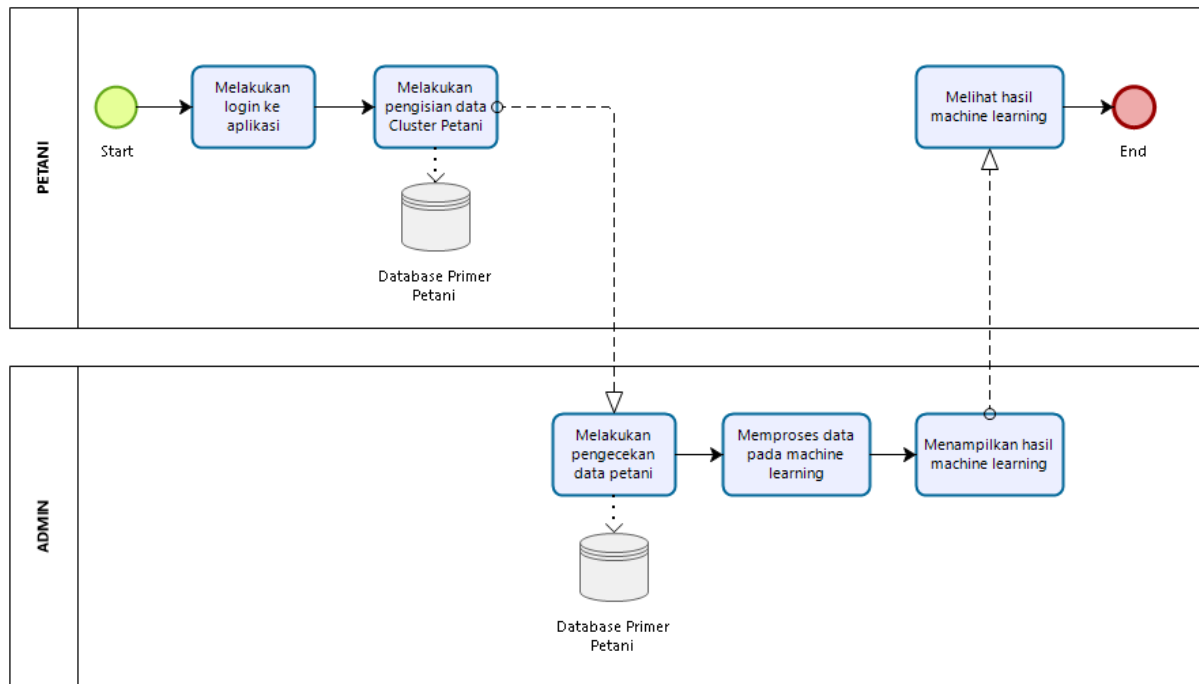 PETANI
Start
Melakukan
login ke
aplikasi
Melakukan
pengisian data
Cluster Petani
Database Primer
Petani
Melihat hasil
machine learning
End
ADMIN
Melakukan
pengecekan
data petani
Database Primer
Petani
Memproses data
pada machine
learning
Menampilkan hasil
machine learning